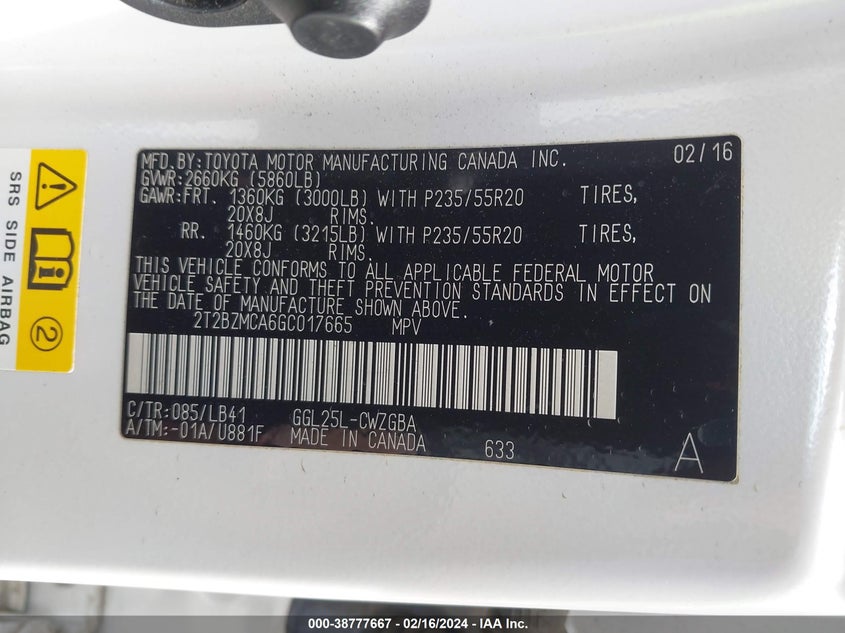 MFD.BY:TOYOTA MOTOR MANUFACTURING CANADA INC. 02/16
GVWR:2660KG (5860LB)
GAWR:FRT. 1360KG (3000LB) WITH P235/55R20 TIRES,
20X8J RIMS.
RR. 1460KG (3215LB) WITH P235/55R20 TIRES,
20X8J RIMS.
THIS VEHICLE CONFORMS TO ALL APPLICABLE FEDERAL MOTOR
VEHICLE SAFETY AND THEFT PREVENTION STANDARDS IN EFFECT ON
THE DATE OF MANUFACTURE SHOWN ABOVE.
2T2BZMCA6GC017665 MPV
C/TR:085/LB41 GGL25L-CWZGBA
A/TM:-01A/U881F MADE IN CANADA 633 A
SRS SIDE AIRBAG
2
000-38777667 - 02/16/2024 - IAA Inc.